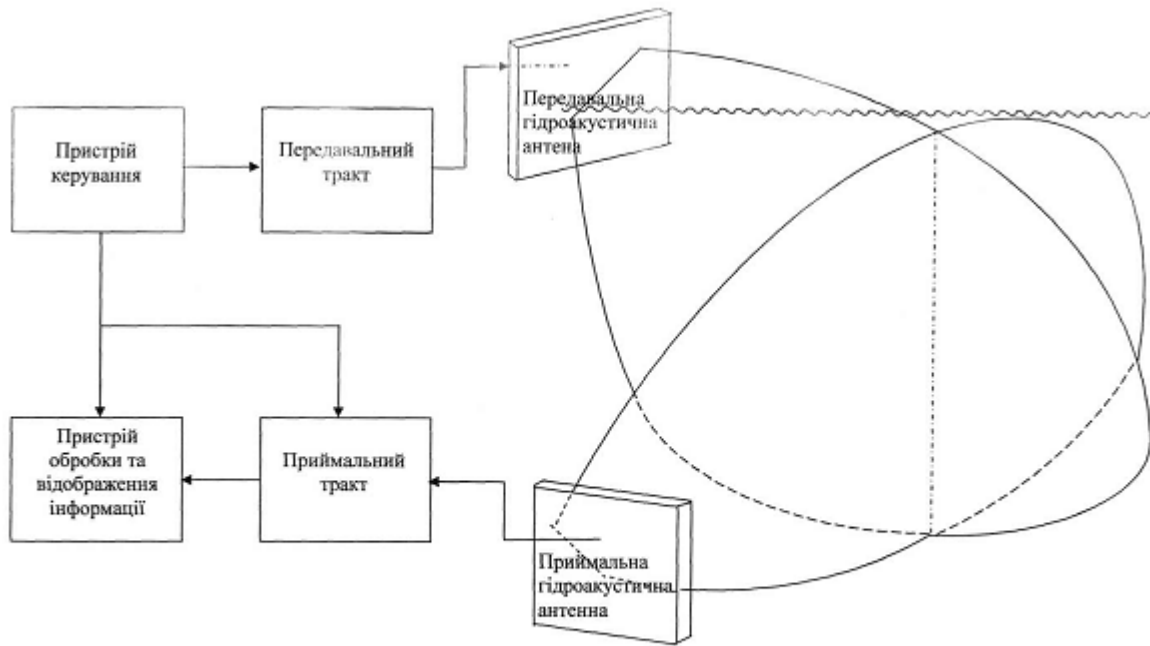 Передавальна
гідроакустична
антена
Пристрій
керування
Передавальний
тракт
Пристрій
обробки та
відображення
інформації
Приймальний
тракт
Приймальна
гідроакустична
антенна